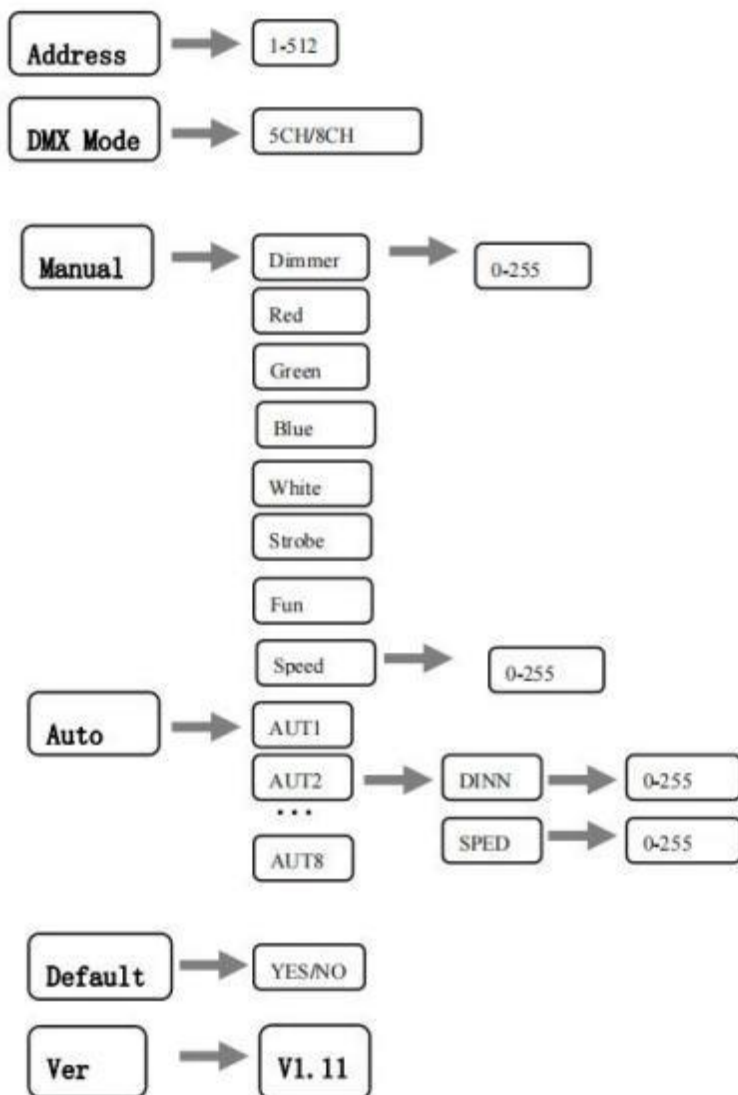 Address 1-512
DMX Mode 5CH/8CH
Manual Dimmer 0-255
Red
Green
Blue
White
Strobe
Fun
Speed 0-255
Auto AUT1
AUT2 DINN 0-255
...
AUT8 SPED 0-255
Default YES/NO
Ver V1.11